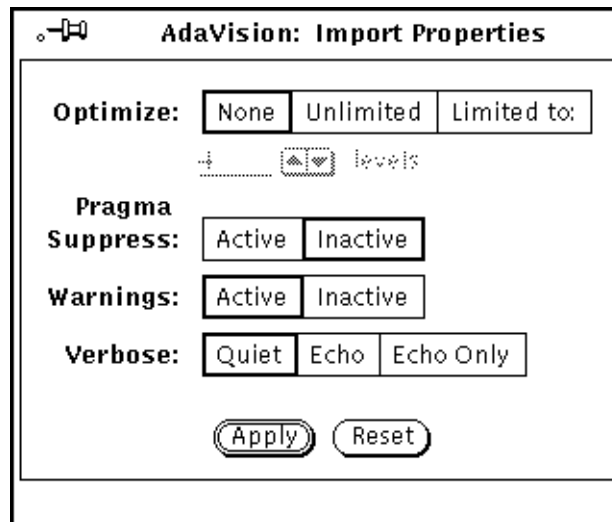 AdaVision: Import Properties
Optimize: None Unlimited Limited to:
levels
Pragma
Suppress: Active Inactive
Warnings: Active Inactive
Verbose: Quiet Echo Echo Only
Apply Reset